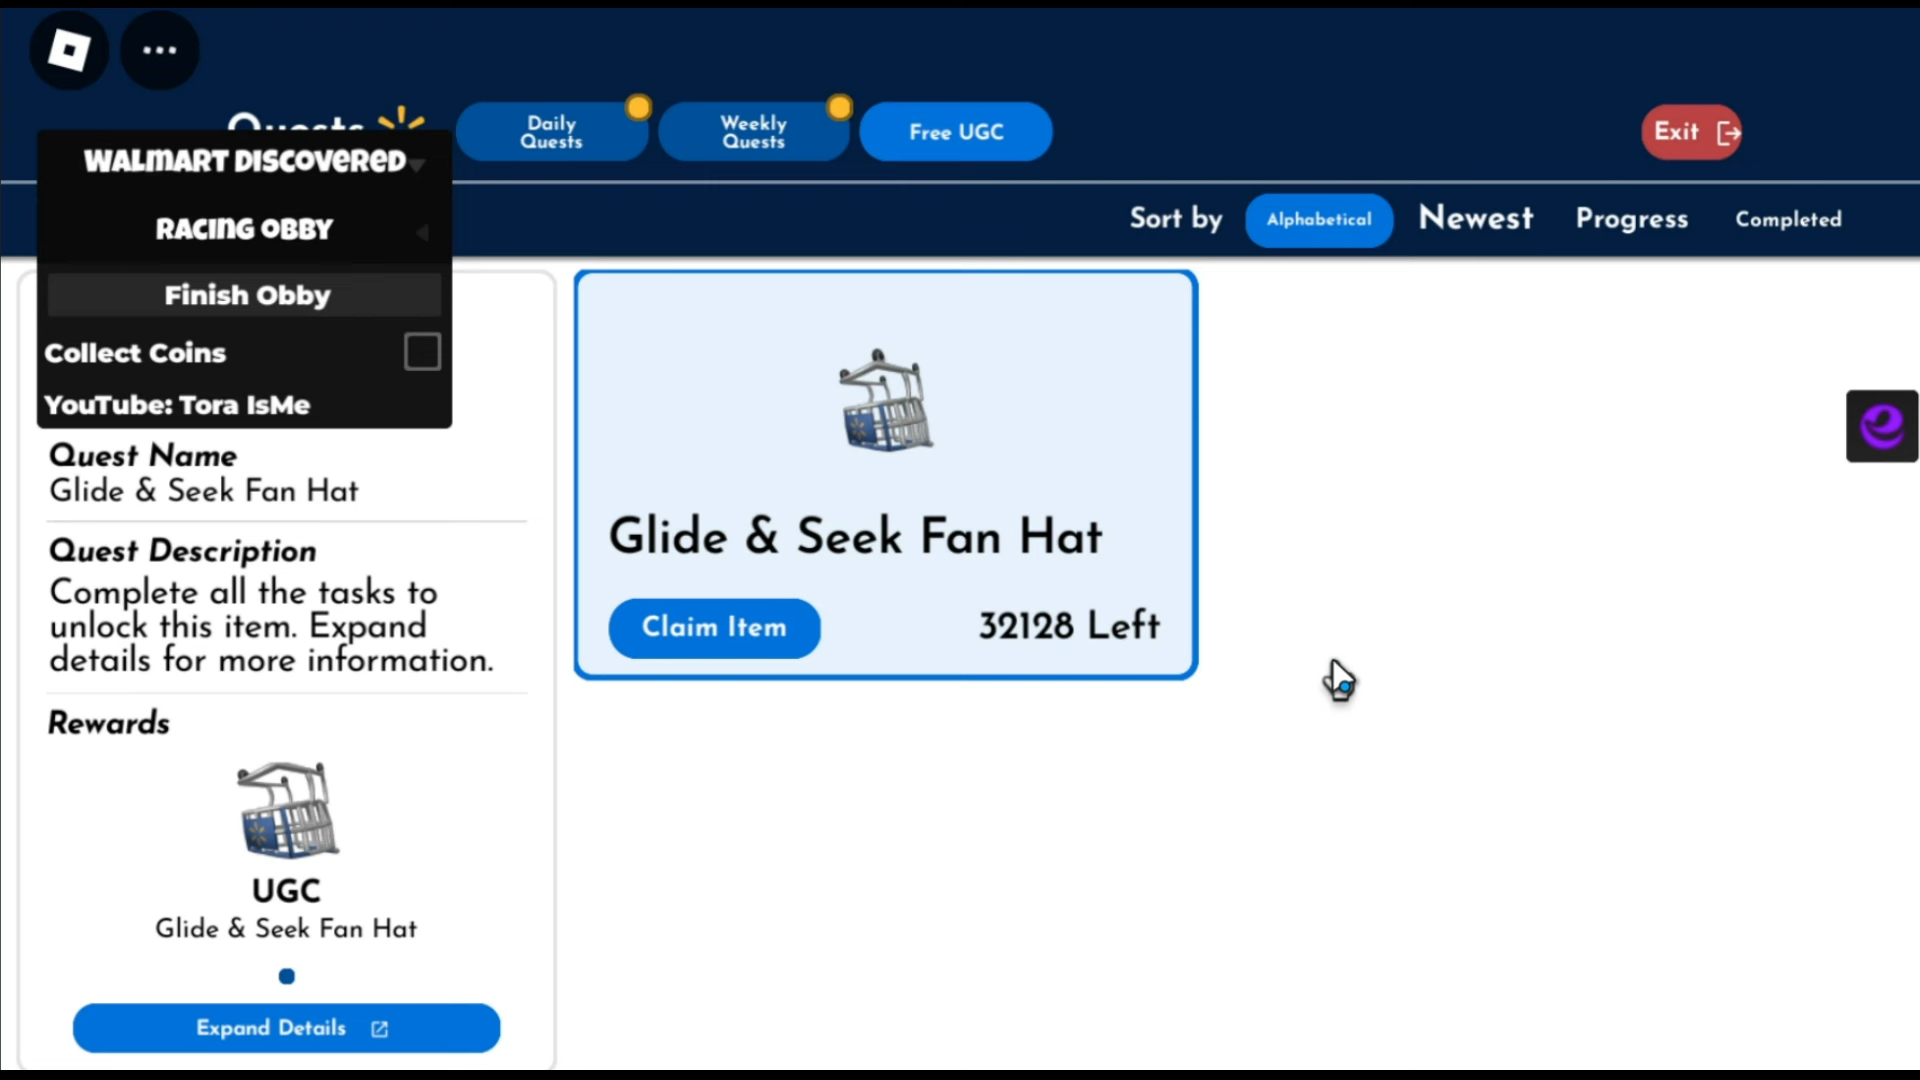 Quests
Daily
Quests
Weekly
Quests
Free UGC
Exit
WALMART DISCOVERED
RACING OBBY
Finish Obby
Collect Coins
YouTube: Tora IsMe
Sort by
Alphabetical
Newest
Progress
Completed
Quest Name
Glide & Seek Fan Hat
Quest Description
Complete all the tasks to
unlock this item. Expand
details for more information.
Rewards
UGC
Glide & Seek Fan Hat
Expand Details
Glide & Seek Fan Hat
Claim Item
32128 Left